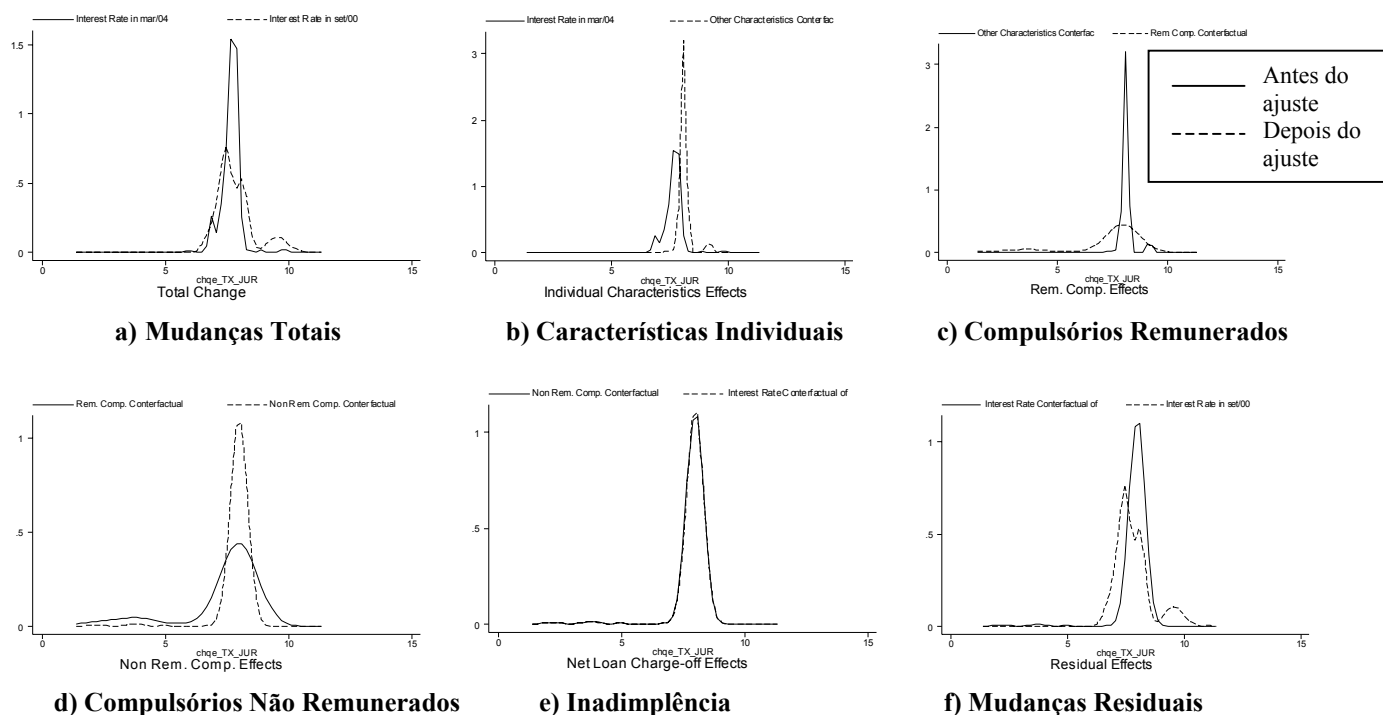 Interest Rate in mar/04 Interest Rate in set/00
1.5
1
.5
0
0 5 10 15
chqe_TX_JUR
Total Change
a) Mudanças Totais
Interest Rate in mar/04 Other Characteristics Conterfac
3
2
1
0
0 5 10 15
chqe_TX_JUR
Individual Characteristics Effects
b) Características Individuais
Other Characteristics Conterfac Rem Comp. Conterfactual
3
2
1
0
0 5 10 15
chqe_TX_JUR
Rem. Comp. Effects
c) Compulsórios Remunerados
Antes do
ajuste
Depois do
ajuste
Rem. Comp. Conterfactual Non Rem. Comp. Conterfactual
1
.5
0
0 5 10 15
chqe_TX_JUR
Non Rem. Comp. Effects
d) Compulsórios Não Remunerados
Non Rem. Comp. Conterfactual Interest Rate Conterfactual of
1
.5
0
0 5 10 15
chqe_TX_JUR
Net Loan Charge-off Effects
e) Inadimplência
Interest Rate Conterfactual of Interest Rate in set/00
1
.5
0
0 5 10 15
chqe_TX_JUR
Residual Effects
f) Mudanças Residuais